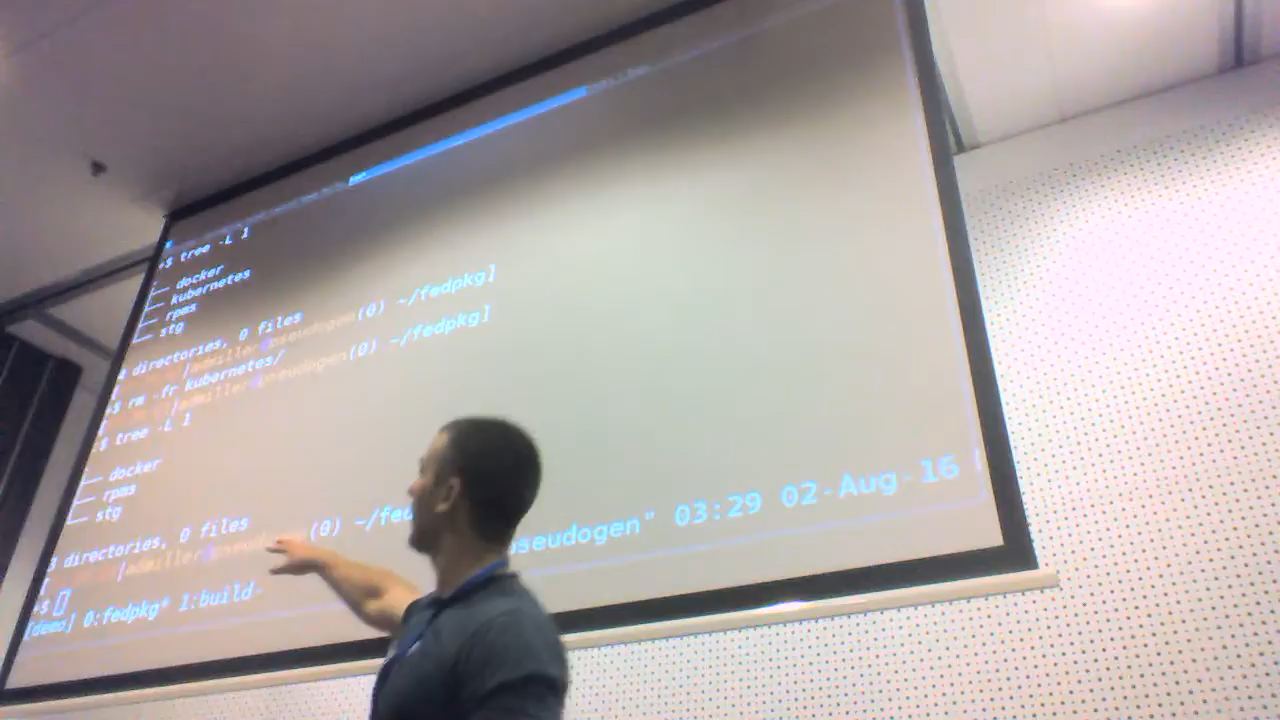 +$ tree -L 1
.
├── docker
├── kubernetes
├── rpms
└── stg
4 directories, 0 files
[ |admiller pseudogen(0) ~/fedpkg]
+$ rm -fr kubernetes/
[ |admiller pseudogen(0) ~/fedpkg]
+$ tree -L 1
.
├── docker
├── rpms
└── stg
3 directories, 0 files
[ |admiller (0) ~/fed
+$
[demo] 0:fedpkg* 1:build- pseudogen" 03:29 02-Aug-16